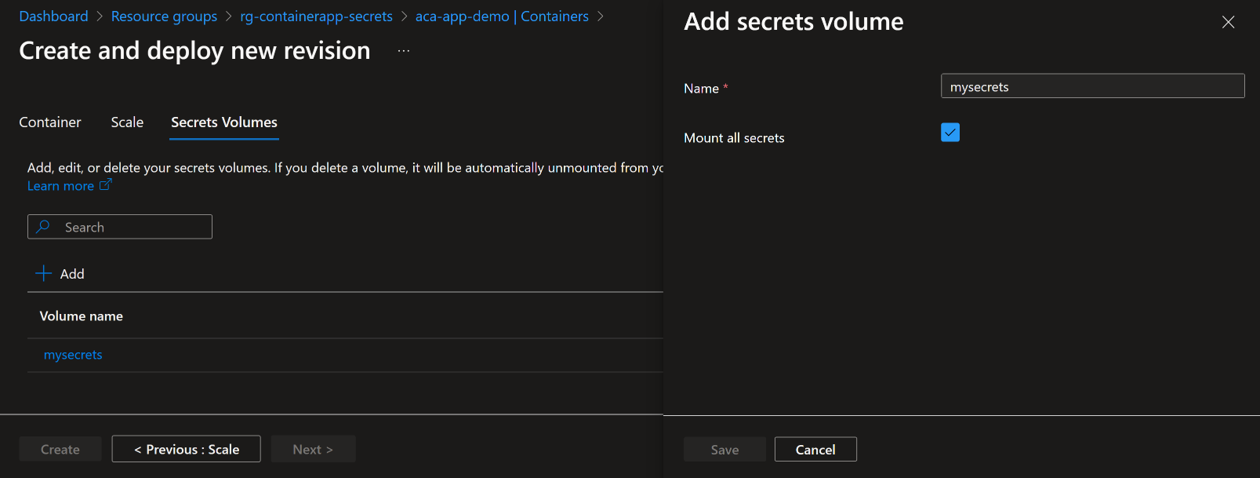 Dashboard > Resource groups > rg-containerapp-secrets > aca-app-demo | Containers >
Create and deploy new revision ...
Container Scale Secrets Volumes
Add, edit, or delete your secrets volumes. If you delete a volume, it will be automatically unmounted from
Learn more
Search
+ Add
Volume name
mysecrets
Create < Previous : Scale Next >
Add secrets volume
Name * mysecrets
Mount all secrets
Save Cancel